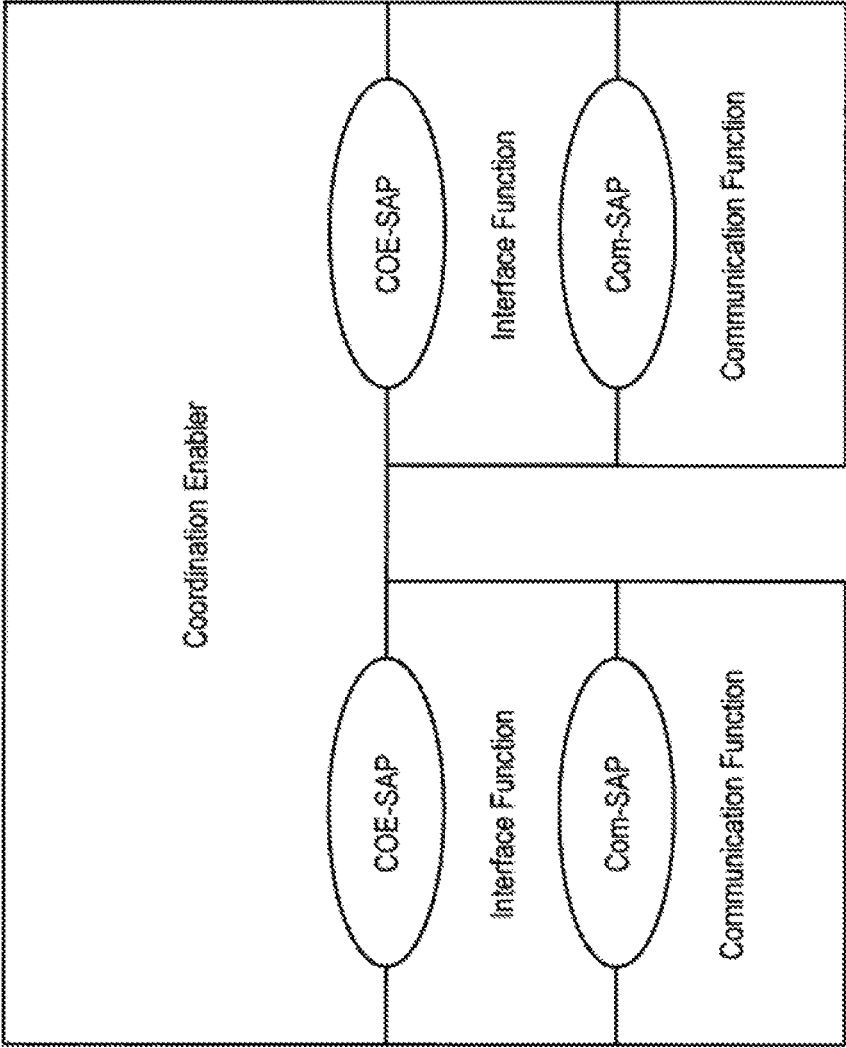 Coordination Enabler
COE-SAP
COE-SAP
Interface Function
Interface Function
Com-SAP
Com-SAP
Communication Function
Communication Function